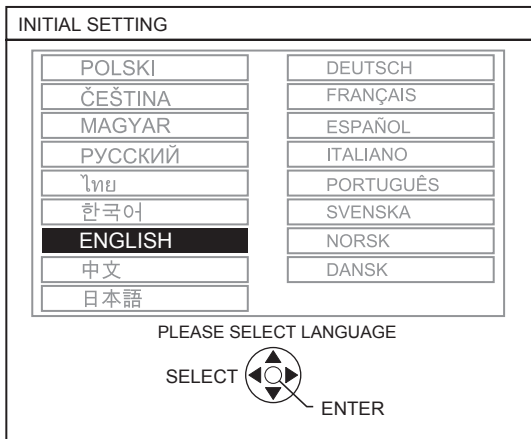 INITIAL SETTING
POLSKI
ČEŠTINA
MAGYAR
РУССКИЙ
ไทย
한국어
ENGLISH
中文
日本語
DEUTSCH
FRANÇAIS
ESPAÑOL
ITALIANO
PORTUGUÊS
SVENSKA
NORSK
DANSK
PLEASE SELECT LANGUAGE
SELECT
ENTER